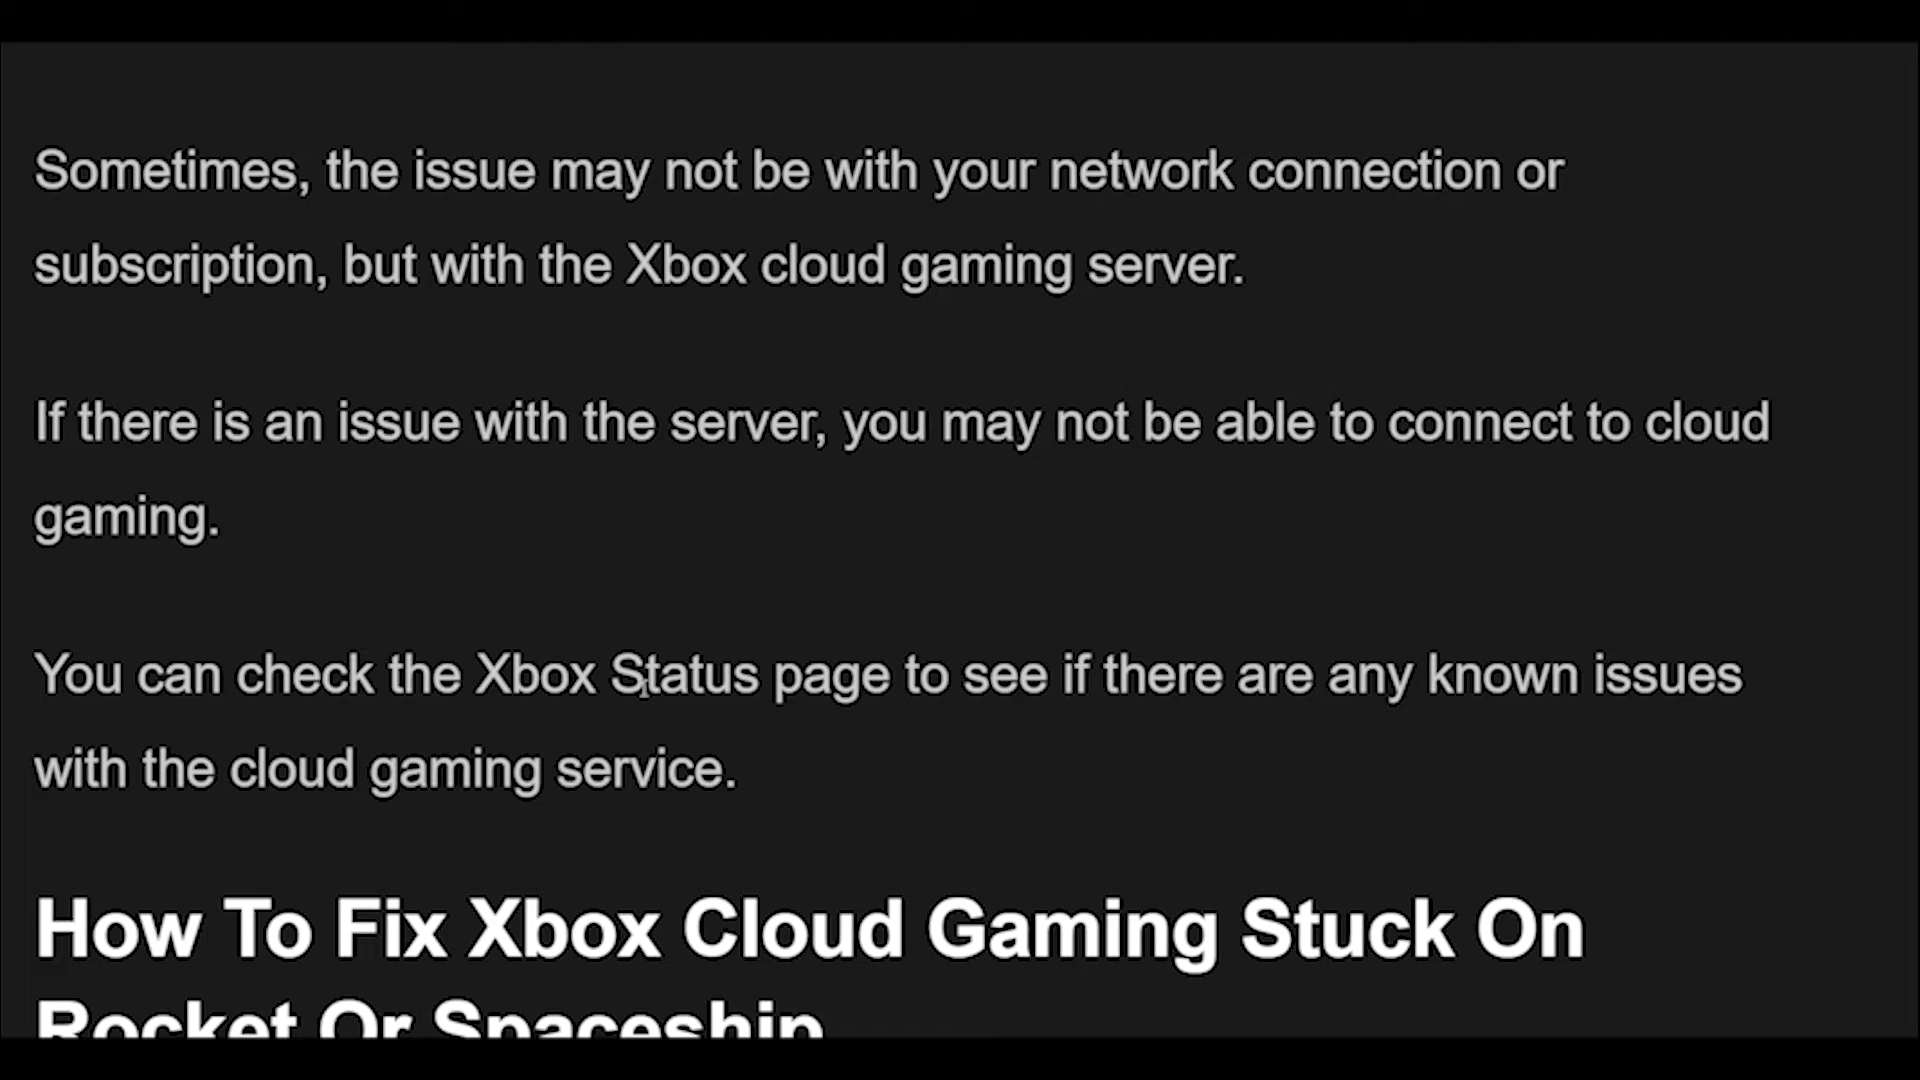 Sometimes, the issue may not be with your network connection or
subscription, but with the Xbox cloud gaming server.
If there is an issue with the server, you may not be able to connect to cloud
gaming.
You can check the Xbox Status page to see if there are any known issues
with the cloud gaming service.
How To Fix Xbox Cloud Gaming Stuck On
Rocket Or Spaceship